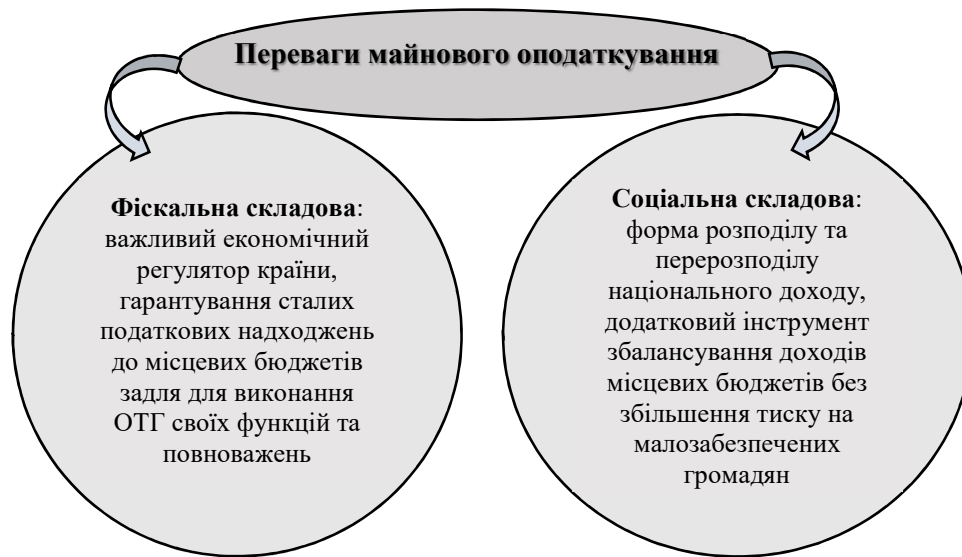 Переваги майнового оподаткування
Фіскальна складова:
важливий економічний
регулятор країни,
гарантування сталих
податкових надходжень
до місцевих бюджетів
задля для виконання
ОТГ своїх функцій та
повноважень
Соціальна складова:
форма розподілу та
перерозподілу
національного доходу,
додатковий інструмент
збалансування доходів
місцевих бюджетів без
збільшення тиску на
малозабезпечених
громадян